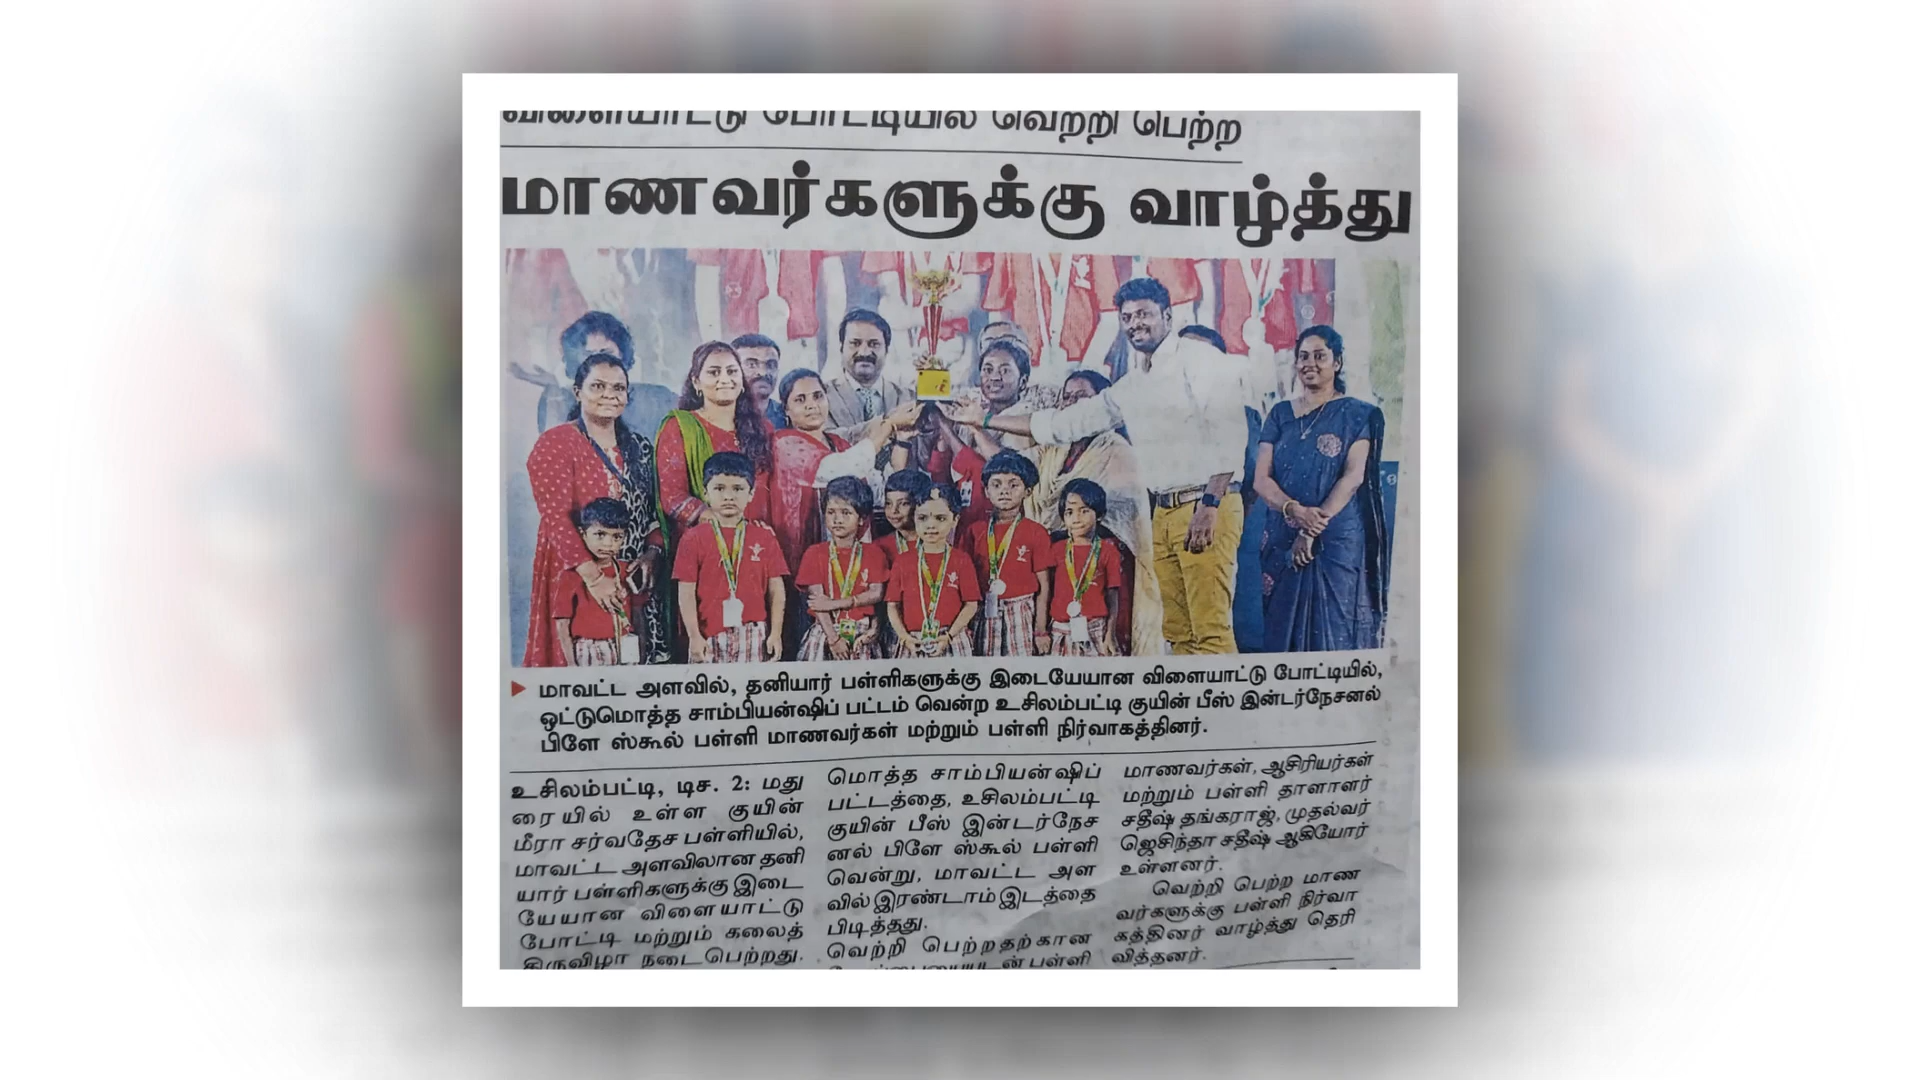 விளையாட்டு போட்டியில் வெற்றி பெற்ற
மாணவர்களுக்கு வாழ்த்து
மாவட்ட அளவில், தனியார் பள்ளிகளுக்கு இடையேயான விளையாட்டு போட்டியில்,
ஒட்டுமொத்த சாம்பியன்ஷிப் பட்டம் வென்ற உசிலம்பட்டி குயின் பீஸ் இன்டர்நேசனல்
பிளே ஸ்கூல் பள்ளி மாணவர்கள் மற்றும் பள்ளி நிர்வாகத்தினர்.
உசிலம்பட்டி, டிச. 2: மது
ரையில் உள்ள குயின்
மீரா சர்வதேச பள்ளியில்,
மாவட்ட அளவிலான தனி
யார் பள்ளிகளுக்கு இடை
யேயான விளையாட்டு
போட்டி மற்றும் கலைத்
திருவிழா நடைபெற்றது.
மொத்த சாம்பியன்ஷிப்
பட்டத்தை, உசிலம்பட்டி
குயின் பீஸ் இன்டர்நேச
னல் பிளே ஸ்கூல் பள்ளி
வென்று, மாவட்ட அள
வில் இரண்டாம் இடத்தை
பிடித்தது.
வெற்றி பெற்றதற்கான
பள்ளி
மாணவர்கள், ஆசிரியர்கள்
மற்றும் பள்ளி தாளாளர்
சதீஷ் தங்கராஜ், முதல்வர்
ஜெசிந்தா சதீஷ் ஆகியோர்
உள்ளனர்.
வெற்றி பெற்ற மாண
வர்களுக்கு பள்ளி நிர்வா
கத்தினர் வாழ்த்து தெரி
வித்தனர்.